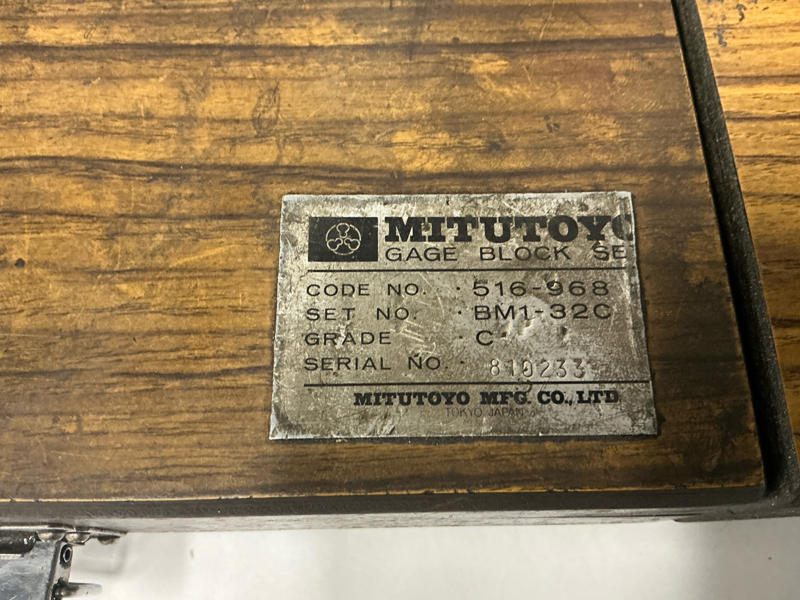 MITUTOYO
GAGE BLOCK SE
CODE NO. · 516-968
SET NO. · BM1-32C
GRADE · C
SERIAL NO. · 810233
MITUTOYO MFG. CO., LTD
TOKYO JAPAN